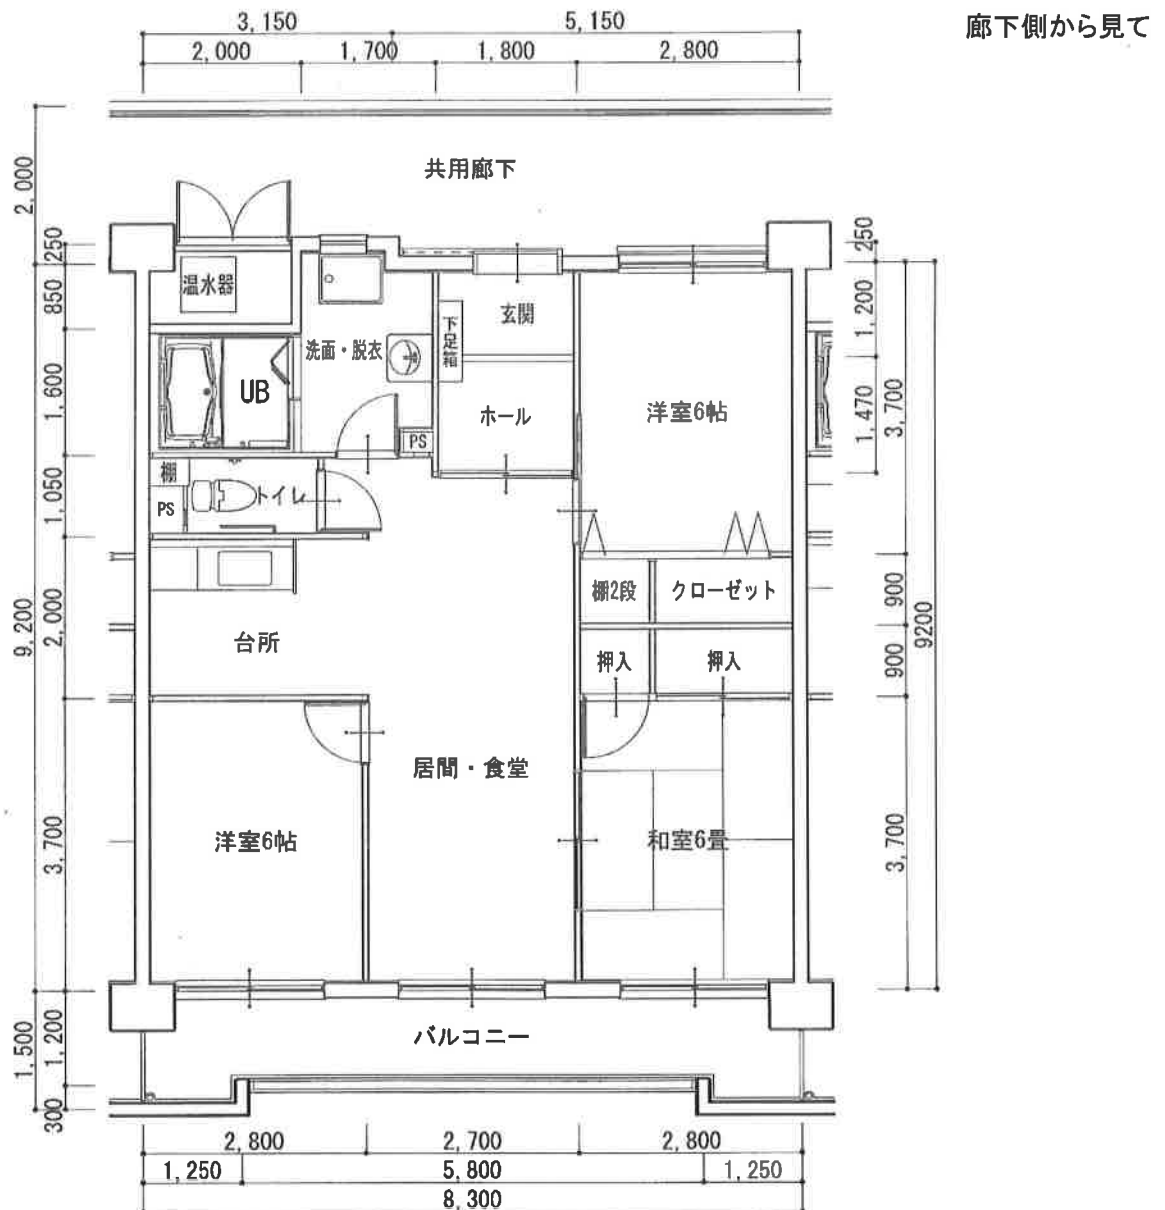 廊下側から見て
3,150
5,150
2,000
1,700
1,800
2,800
2,000
250
850
1,600
1,050
2,000
9,200
3,700
1,500
1,200
300
共用廊下
温水器
洗面・脱衣
下足箱
玄関
UB
ホール
洋室6帖
PS
棚
PS
トイレ
棚2段
クローゼット
台所
押入
押入
居間・食堂
洋室6帖
和室6畳
バルコニー
250
1,200
1,470
3,700
900
900
9200
3,700
2,800
2,700
2,800
1,250
5,800
1,250
8,300